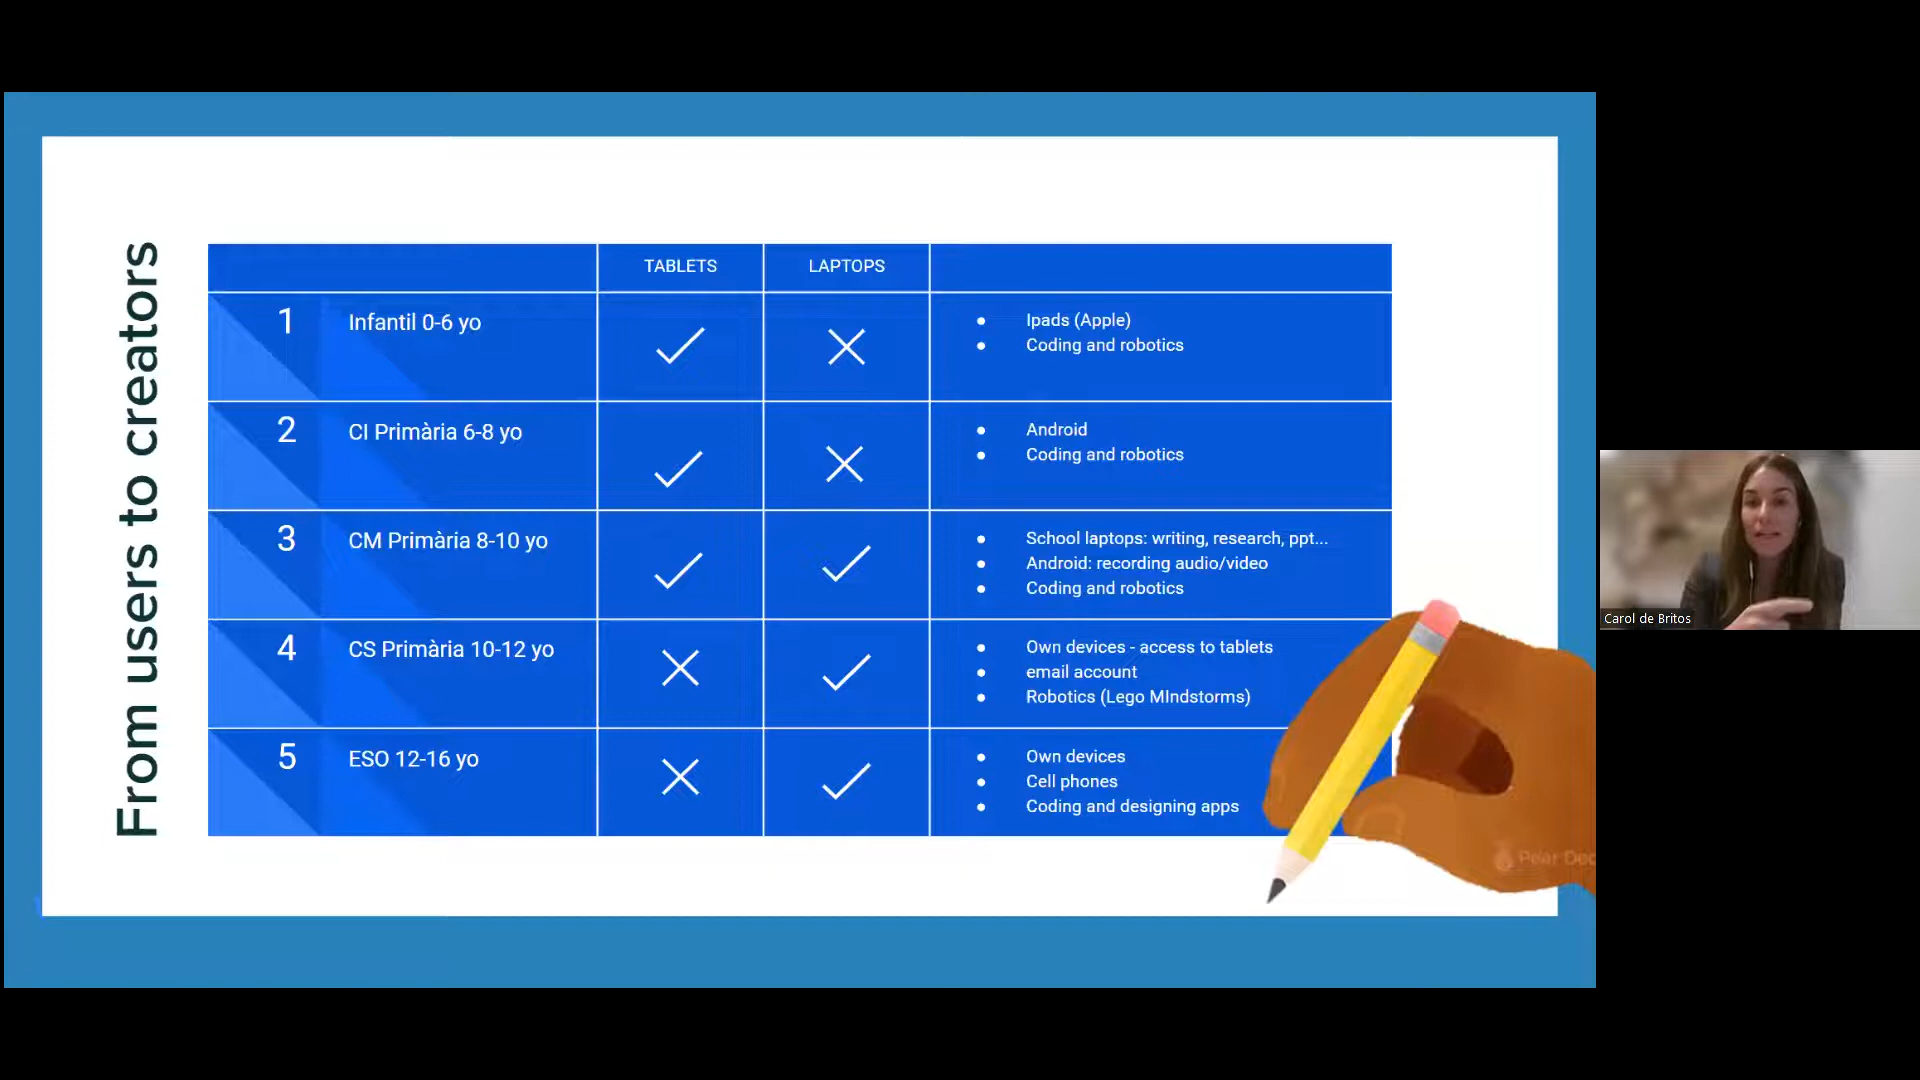 From users to creators
TABLETS
LAPTOPS
1
Infantil 0-6 yo
Ipads (Apple)
Coding and robotics
2
CI Primària 6-8 yo
Android
Coding and robotics
3
CM Primària 8-10 yo
School laptops: writing, research, ppt...
Android: recording audio/video
Coding and robotics
4
CS Primària 10-12 yo
Own devices - access to tablets
email account
Robotics (Lego MIndstorms)
5
ESO 12-16 yo
Own devices
Cell phones
Coding and designing apps
Carol de Britos